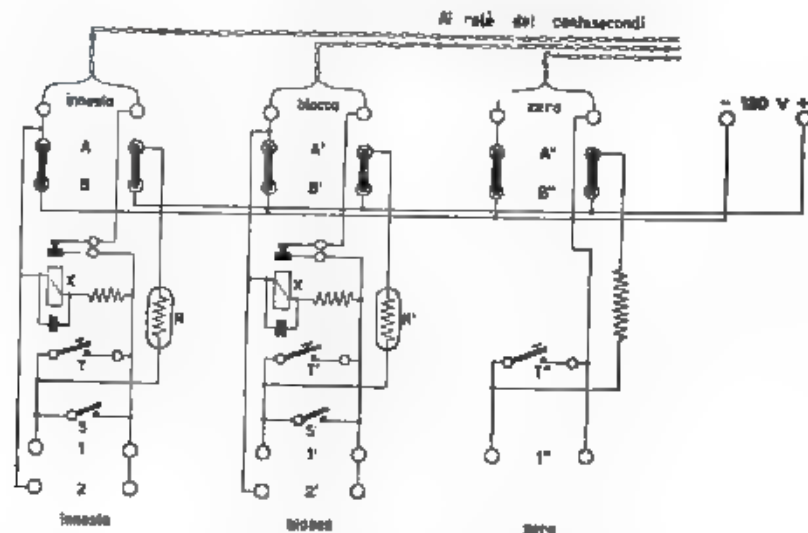 Ai relè dei contasecondi
innesto blocco zero
- 120 V +
A A' A"
B B' B"
X X
R R'
T T' T"
S S
1 1' 1"
2 2'
innesto blocco zero